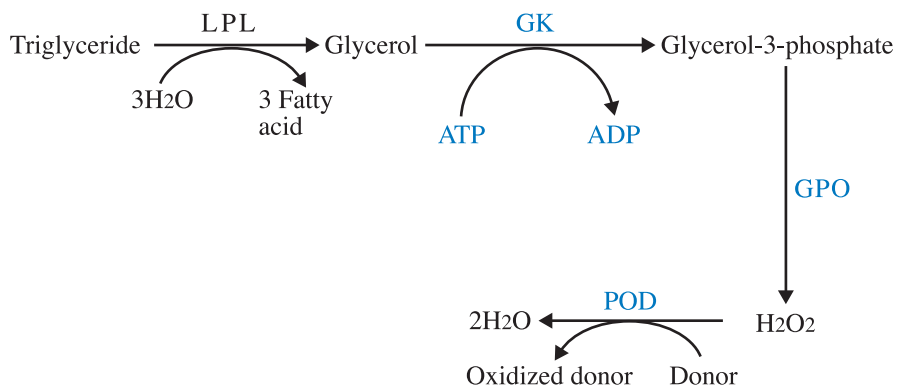 LPL
GK
Triglyceride
Glycerol
Glycerol-3-phosphate
3H2O
3 Fatty
acid
ATP
ADP
GPO
POD
2H2O
H2O2
Oxidized donor
Donor